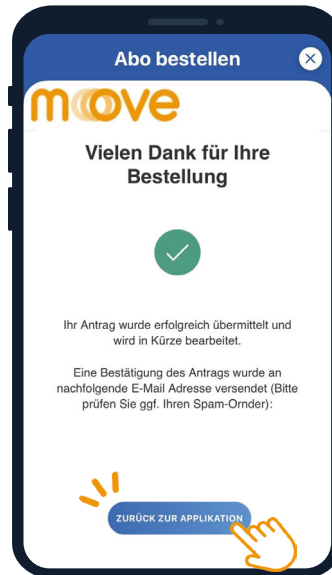 Abo bestellen
moove
Vielen Dank für Ihre
Bestellung
Ihr Antrag wurde erfolgreich übermittelt und
wird in Kürze bearbeitet.
Eine Bestätigung des Antrags wurde an
nachfolgende E-Mail Adresse versendet (Bitte
prüfen Sie ggf. Ihren Spam-Ornder):
ZURÜCK ZUR APPLIKATION